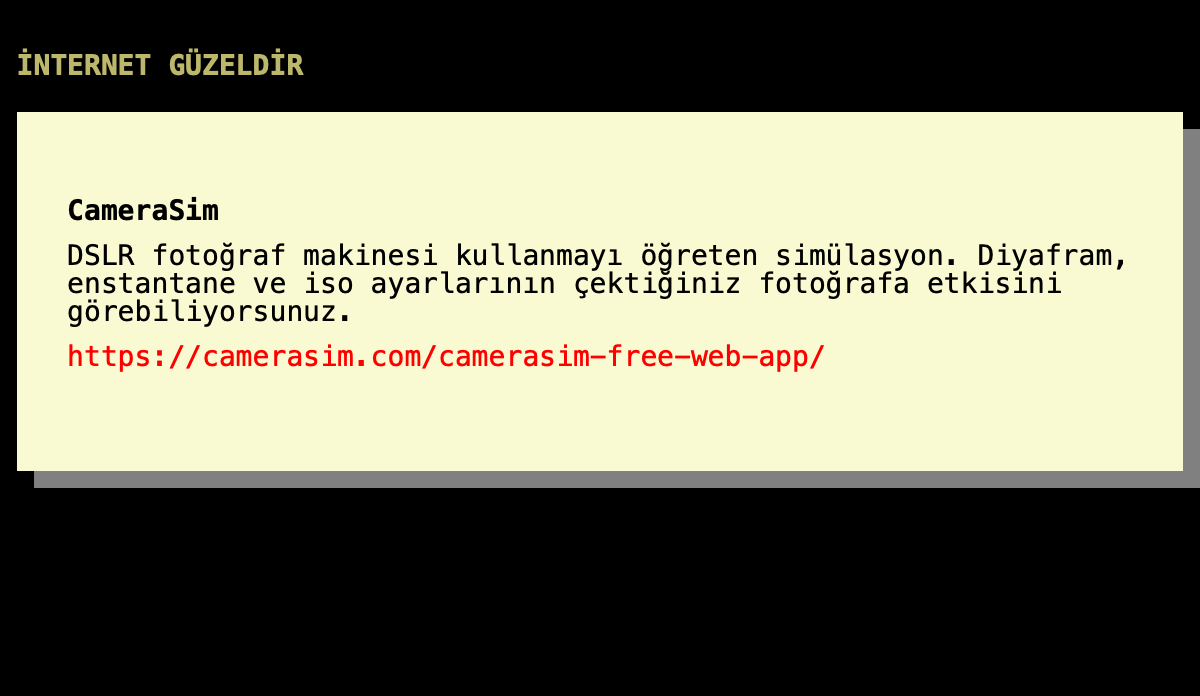 İNTERNET GÜZELDİR
CameraSim
DSLR fotoğraf makinesi kullanmayı öğreten simülasyon. Diyafram,
enstantane ve iso ayarlarının çektiğiniz fotoğrafa etkisini
görebiliyorsunuz.
https://camerasim.com/camerasim-free-web-app/